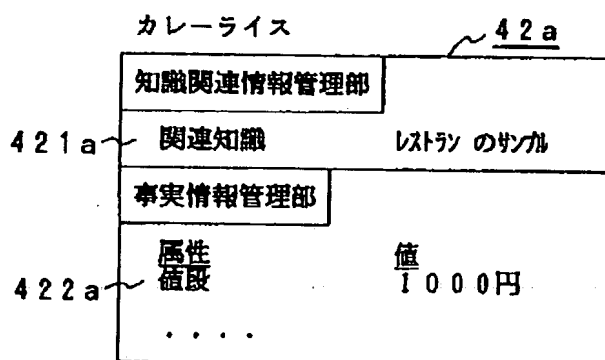 カレーライス
42a
知識関連情報管理部
421a 関連知識 レストラン のサンプル
事実情報管理部
属性 値
422a 値段 1000円
・・・・